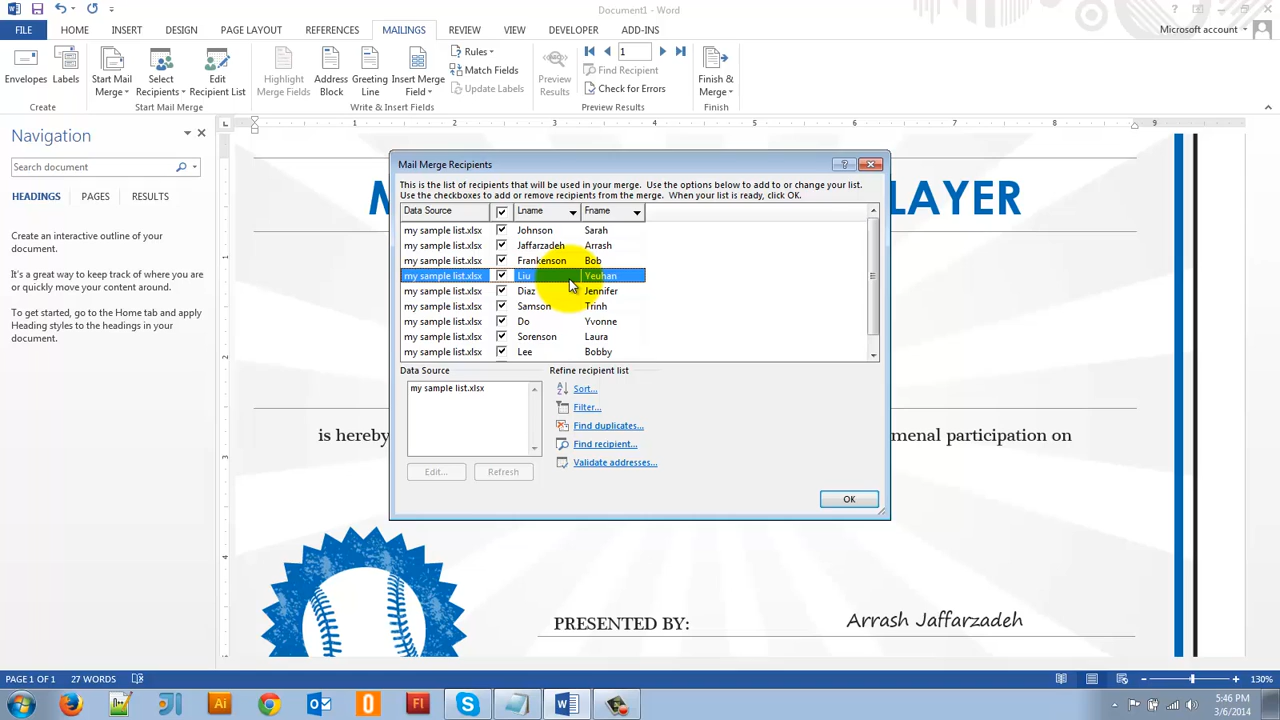 Document1 - Word
FILE HOME INSERT DESIGN PAGE LAYOUT REFERENCES MAILINGS REVIEW VIEW DEVELOPER ADD-INS Microsoft account
Envelopes Labels Start Mail Merge Select Recipients Edit Recipient List Highlight Merge Fields Address Block Greeting Line Insert Merge Field Rules Match Fields Update Labels Preview Results 1 Find Recipient Check for Errors Finish & Merge
Create Start Mail Merge Write & Insert Fields Preview Results Finish
1 2 3 4 5 6 7 8 9
Navigation
Search document
HEADINGS PAGES RESULTS
Create an interactive outline of your
document.
It's a great way to keep track of where you are
or quickly move your content around.
To get started, go to the Home tab and apply
Heading styles to the headings in your
document.
M LAYER
is hereby menal participation on
PRESENTED BY: Arrash Jaffarzadeh
Mail Merge Recipients
This is the list of recipients that will be used in your merge. Use the options below to add to or change your list.
Use the checkboxes to add or remove recipients from the merge. When your list is ready, click OK.
Data Source Lname Fname
my sample list.xlsx Johnson Sarah
my sample list.xlsx Jaffarzadeh Arrash
my sample list.xlsx Frankenson Bob
my sample list.xlsx Liu Yeuhan
my sample list.xlsx Diaz Jennifer
my sample list.xlsx Samson Trinh
my sample list.xlsx Do Yvonne
my sample list.xlsx Sorenson Laura
my sample list.xlsx Lee Bobby
Data Source
my sample list.xlsx
Edit... Refresh
Refine recipient list
Sort...
Filter...
Find duplicates...
Find recipient...
Validate addresses...
OK
2
4
PAGE 1 OF 1 27 WORDS 130%
Ai Fl
5:46 PM
3/6/2014